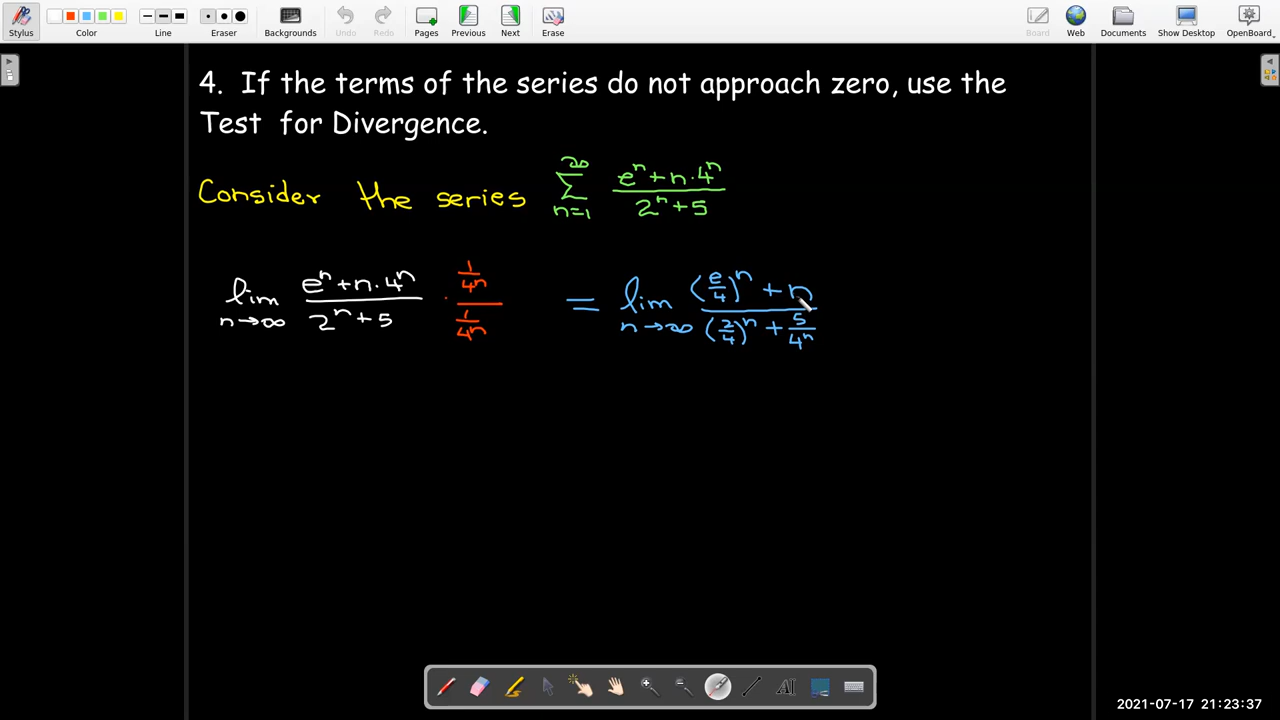 Stylus Color Line Eraser Backgrounds Undo Redo Pages Previous Next Erase Board Web Documents Show Desktop OpenBoard
4. If the terms of the series do not approach zero, use the
Test for Divergence.
Consider the series ∑_{n=1}^{∞} (e^n + n·4^n)/(2^n + 5)
lim_{n→∞} (e^n + n·4^n)/(2^n + 5) · (1/4^n)/(1/4^n) = lim_{n→∞} ((e/4)^n + n)/((2/4)^n + 5/4^n)
2021-07-17 21:23:37